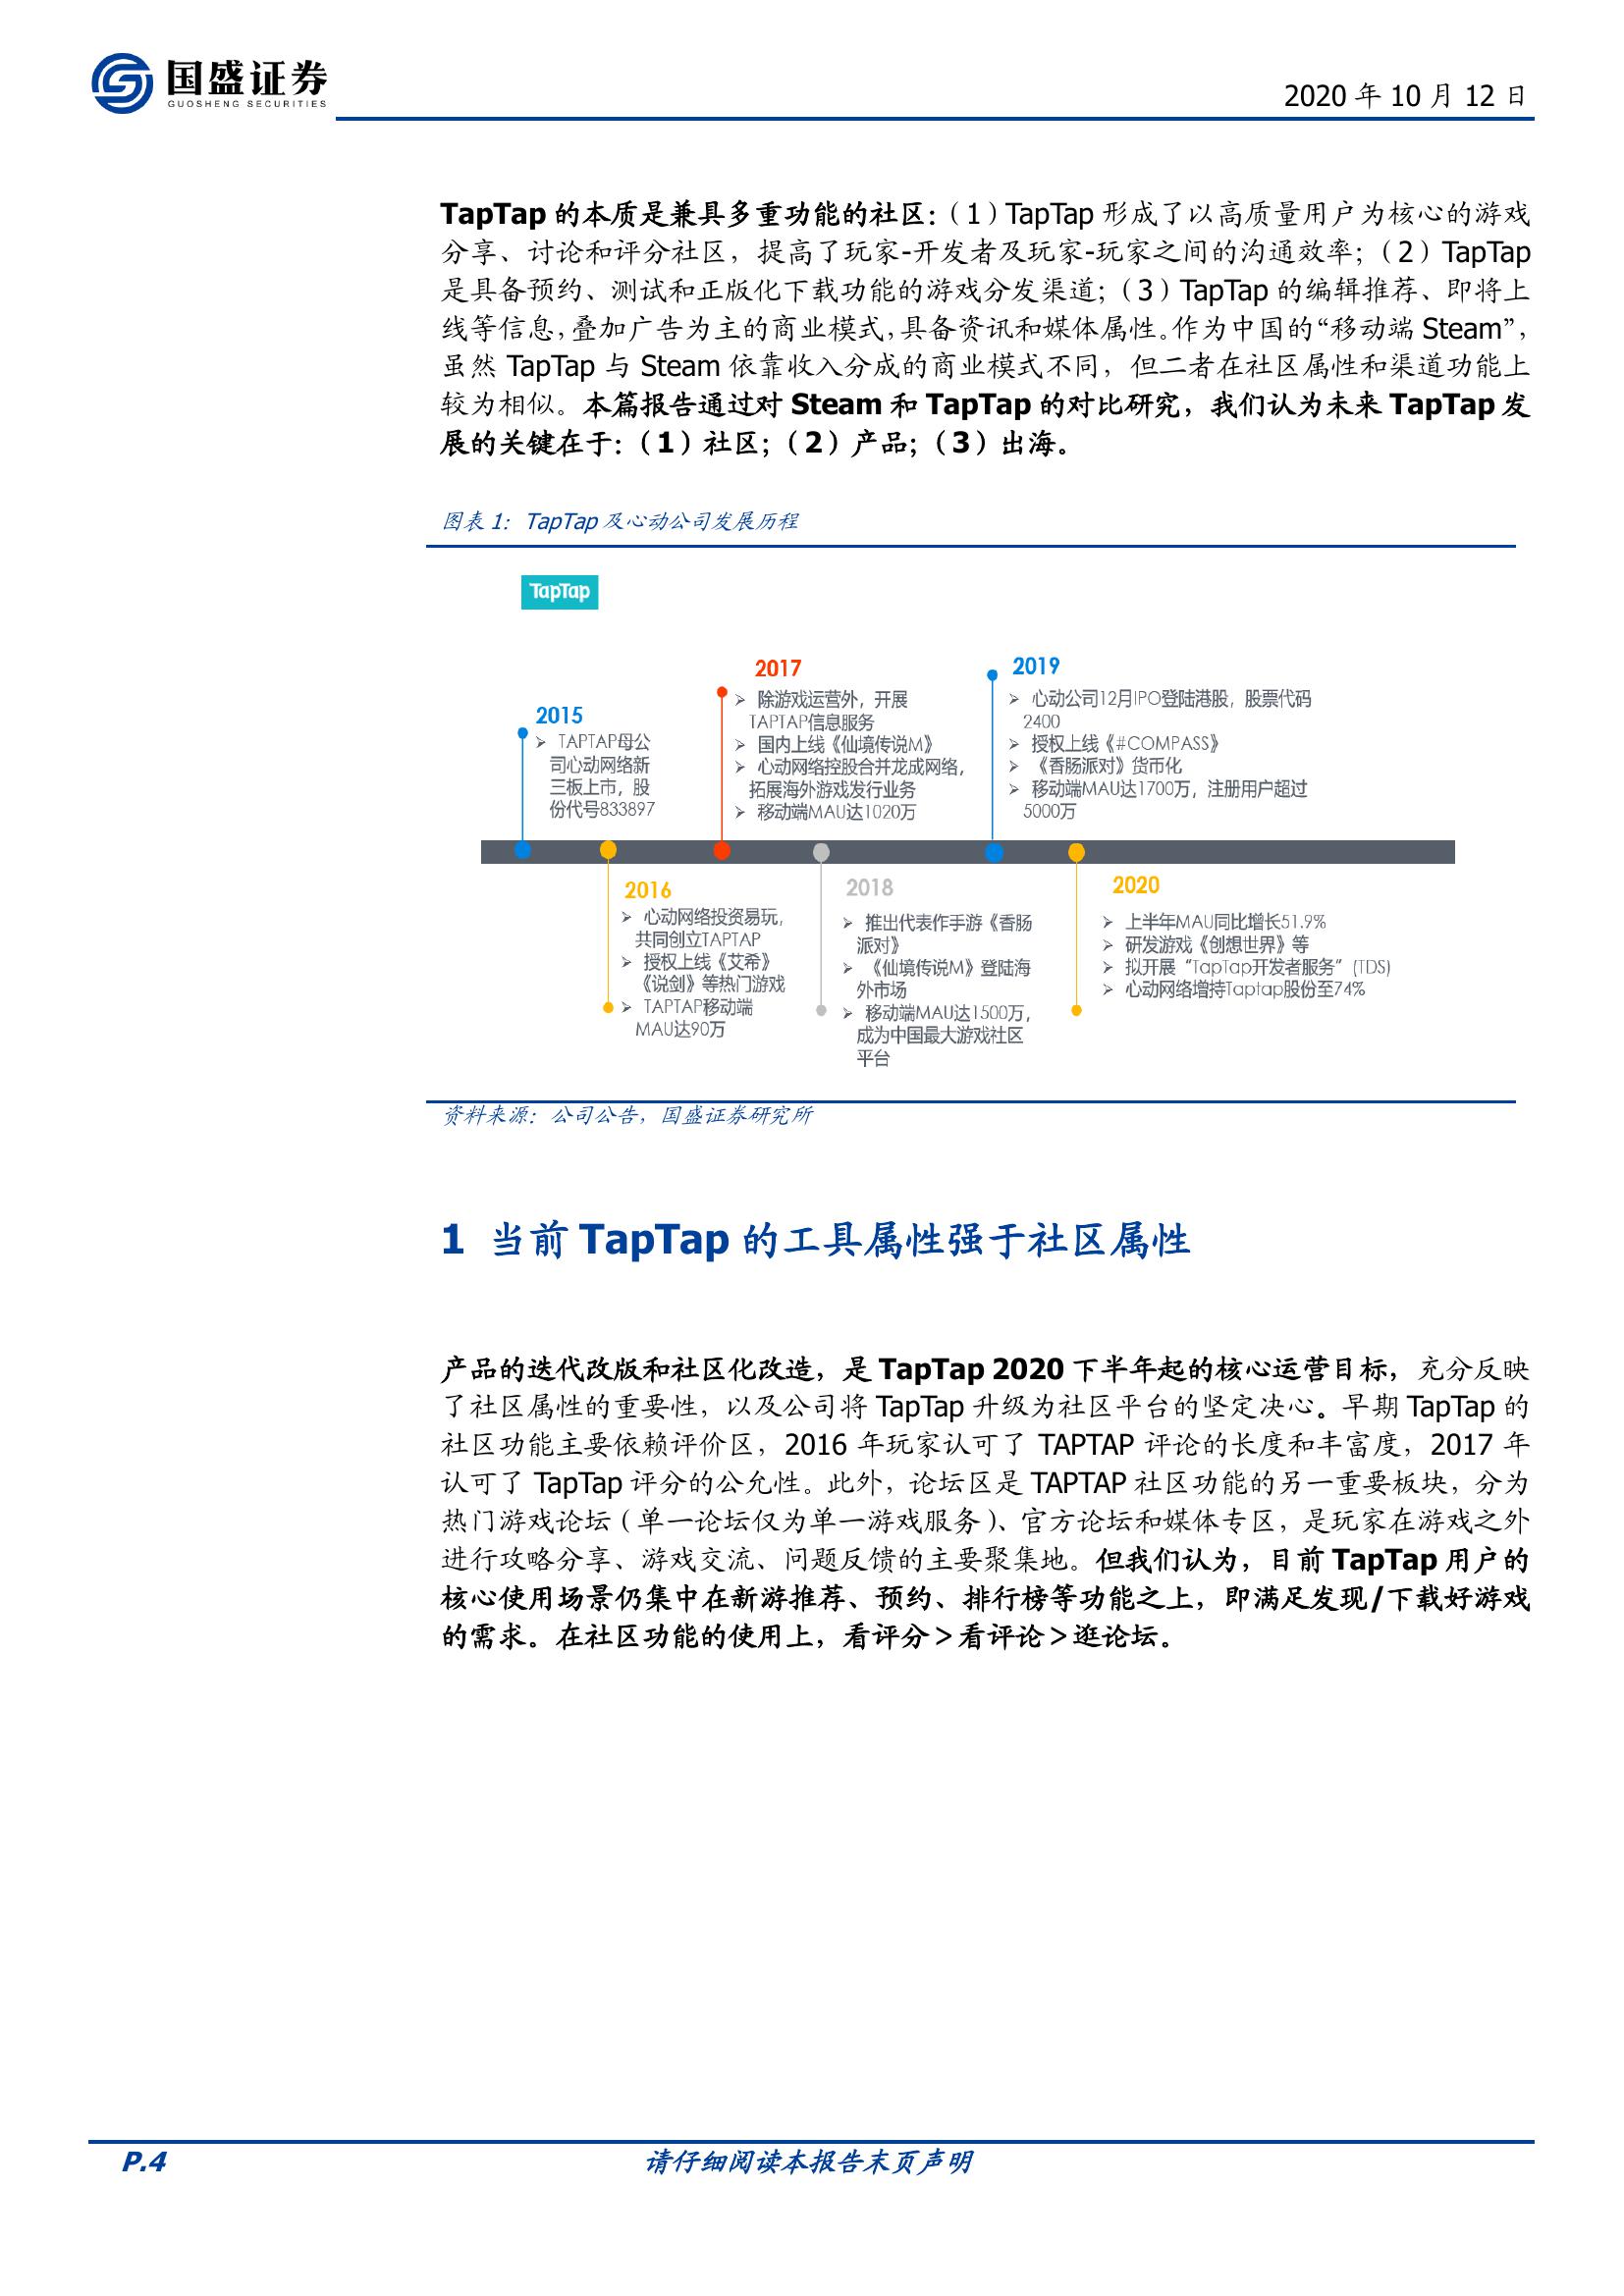 国盛证券
GUOSHENG SECURITIES
2020 年 10 月 12 日
TapTap 的本质是兼具多重功能的社区：（1）TapTap 形成了以高质量用户为核心的游戏
分享、讨论和评分社区，提高了玩家-开发者及玩家-玩家之间的沟通效率；（2）TapTap
是具备预约、测试和正版化下载功能的游戏分发渠道；（3）TapTap 的编辑推荐、即将上
线等信息，叠加广告为主的商业模式，具备资讯和媒体属性。作为中国的“移动端 Steam”，
虽然 TapTap 与 Steam 依靠收入分成的商业模式不同，但二者在社区属性和渠道功能上
较为相似。本篇报告通过对 Steam 和 TapTap 的对比研究，我们认为未来 TapTap 发
展的关键在于：（1）社区；（2）产品；（3）出海。
图表 1：TapTap 及心动公司发展历程
TapTap
2015
➢ TAPTAP母公
司心动网络新
三板上市，股
份代号833897
2017
➢ 除游戏运营外，开展
TAPTAP信息服务
➢ 国内上线《仙境传说M》
➢ 心动网络控股合并龙成网络，
拓展海外游戏发行业务
➢ 移动端MAU达1020万
2019
➢ 心动公司12月IPO登陆港股，股票代码
2400
➢ 授权上线《#COMPASS》
➢ 《香肠派对》货币化
➢ 移动端MAU达1700万，注册用户超过
5000万
2016
➢ 心动网络投资易玩，
共同创立TAPTAP
➢ 授权上线《艾希》
《说剑》等热门游戏
➢ TAPTAP移动端
MAU达90万
2018
➢ 推出代表作手游《香肠
派对》
➢ 《仙境传说M》登陆海
外市场
➢ 移动端MAU达1500万，
成为中国最大游戏社区
平台
2020
➢ 上半年MAU同比增长51.9%
➢ 研发游戏《创想世界》等
➢ 拟开展“TapTap开发者服务”(TDS)
➢ 心动网络增持Taptap股份至74%
资料来源：公司公告，国盛证券研究所
1 当前 TapTap 的工具属性强于社区属性
产品的迭代改版和社区化改造，是 TapTap 2020 下半年起的核心运营目标，充分反映
了社区属性的重要性，以及公司将 TapTap 升级为社区平台的坚定决心。早期 TapTap 的
社区功能主要依赖评价区，2016 年玩家认可了 TAPTAP 评论的长度和丰富度，2017 年
认可了 TapTap 评分的公允性。此外，论坛区是 TAPTAP 社区功能的另一重要板块，分为
热门游戏论坛（单一论坛仅为单一游戏服务）、官方论坛和媒体专区，是玩家在游戏之外
进行攻略分享、游戏交流、问题反馈的主要聚集地。但我们认为，目前 TapTap 用户的
核心使用场景仍集中在新游推荐、预约、排行榜等功能之上，即满足发现/下载好游戏
的需求。在社区功能的使用上，看评分＞看评论＞逛论坛。
P.4
请仔细阅读本报告末页声明